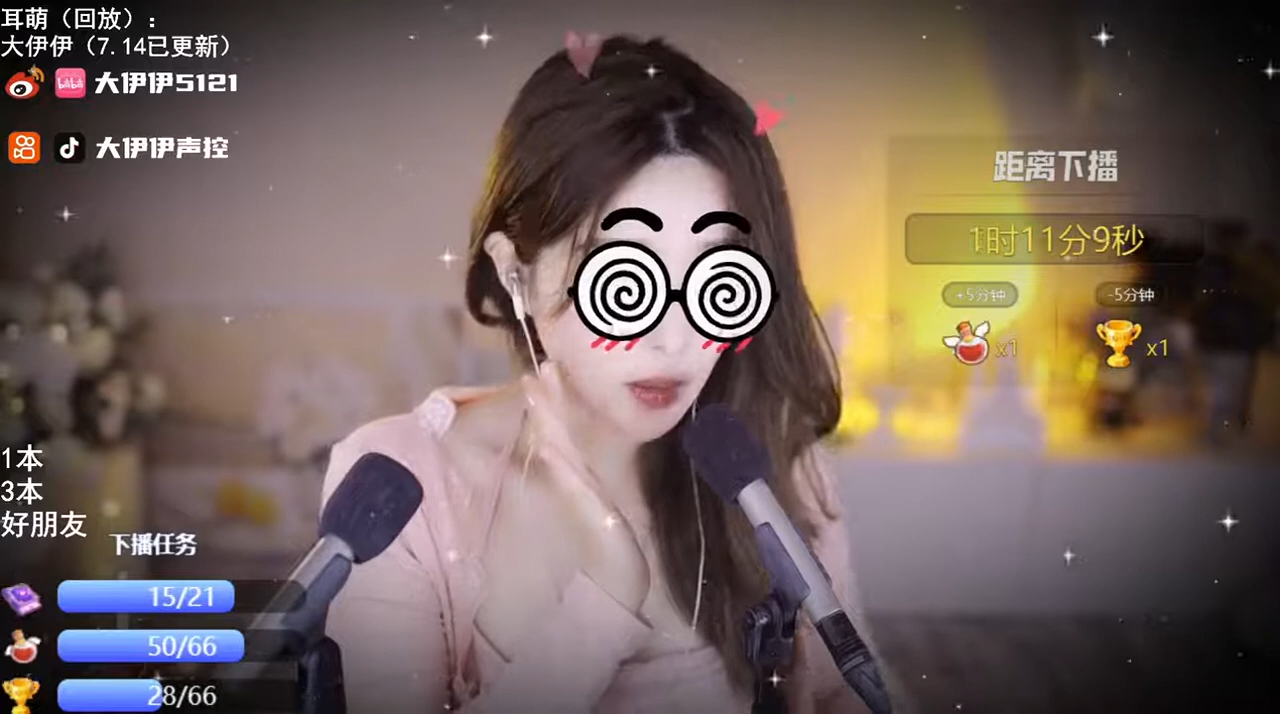 耳萌（回放）：
大伊伊（7.14已更新）
bilibili 大伊伊5121
大伊伊声控
距离下播
1时11分9秒
+5分钟 -5分钟
x1 x1
1本
3本
好朋友
下播任务
15/21
50/66
28/66